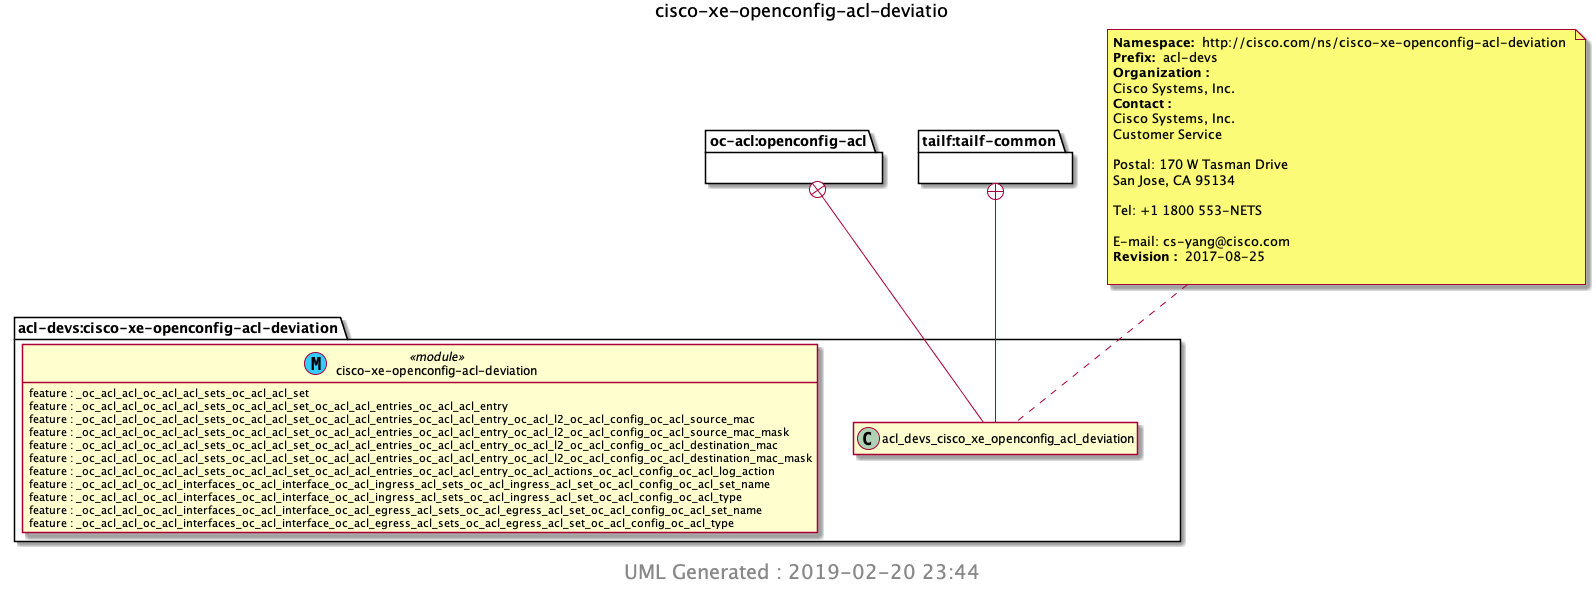 cisco-xe-openconfig-acl-deviatio
Namespace: http://cisco.com/ns/cisco-xe-openconfig-acl-deviation
Prefix: acl-devs
Organization :
Cisco Systems, Inc.
Contact :
Cisco Systems, Inc.
Customer Service
Postal: 170 W Tasman Drive
San Jose, CA 95134
Tel: +1 1800 553-NETS
E-mail: cs-yang@cisco.com
Revision : 2017-08-25
oc-acl:openconfig-acl
tailf:tailf-common
acl-devs:cisco-xe-openconfig-acl-deviation
M
«module»
cisco-xe-openconfig-acl-deviation
feature : _oc_acl_acl_oc_acl_acl_sets_oc_acl_acl_set
feature : _oc_acl_acl_oc_acl_acl_sets_oc_acl_acl_set_oc_acl_acl_entries_oc_acl_acl_entry
feature : _oc_acl_acl_oc_acl_acl_sets_oc_acl_acl_set_oc_acl_acl_entries_oc_acl_acl_entry_oc_acl_l2_oc_acl_config_oc_acl_source_mac
feature : _oc_acl_acl_oc_acl_acl_sets_oc_acl_acl_set_oc_acl_acl_entries_oc_acl_acl_entry_oc_acl_l2_oc_acl_config_oc_acl_source_mac_mask
feature : _oc_acl_acl_oc_acl_acl_sets_oc_acl_acl_set_oc_acl_acl_entries_oc_acl_acl_entry_oc_acl_l2_oc_acl_config_oc_acl_destination_mac
feature : _oc_acl_acl_oc_acl_acl_sets_oc_acl_acl_set_oc_acl_acl_entries_oc_acl_acl_entry_oc_acl_l2_oc_acl_config_oc_acl_destination_mac_mask
feature : _oc_acl_acl_oc_acl_acl_sets_oc_acl_acl_set_oc_acl_acl_entries_oc_acl_acl_entry_oc_acl_actions_oc_acl_config_oc_acl_log_action
feature : _oc_acl_acl_oc_acl_interfaces_oc_acl_interface_oc_acl_ingress_acl_sets_oc_acl_ingress_acl_set_oc_acl_config_oc_acl_set_name
feature : _oc_acl_acl_oc_acl_interfaces_oc_acl_interface_oc_acl_ingress_acl_sets_oc_acl_ingress_acl_set_oc_acl_config_oc_acl_type
feature : _oc_acl_acl_oc_acl_interfaces_oc_acl_interface_oc_acl_egress_acl_sets_oc_acl_egress_acl_set_oc_acl_config_oc_acl_set_name
feature : _oc_acl_acl_oc_acl_interfaces_oc_acl_interface_oc_acl_egress_acl_sets_oc_acl_egress_acl_set_oc_acl_config_oc_acl_type
C acl_devs_cisco_xe_openconfig_acl_deviation
UML Generated : 2019-02-20 23:44